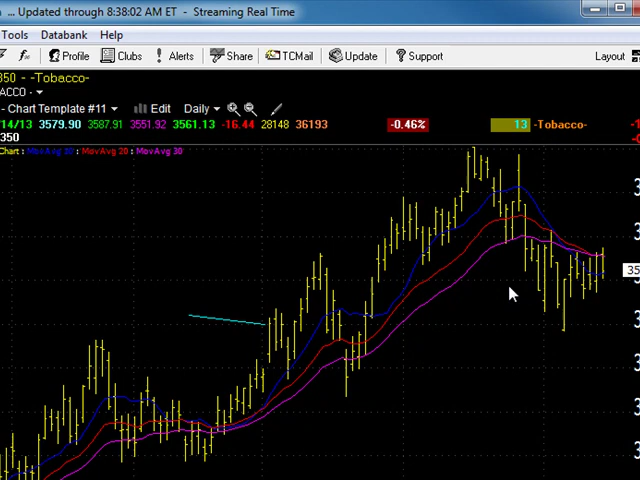 ... Updated through 8:38:02 AM ET - Streaming Real Time
Tools Databank Help
Profile Clubs Alerts Share TCMail Update Support Layout
350 - -Tobacco-
ACCO -
- Chart Template #11 Edit Daily
14/13 3579.90 3587.91 3551.92 3561.13 -16.44 28148 36193 -0.46% 13 -Tobacco-
350
Chart : MovAvg 10 : MovAvg 20 : MovAvg 30
35